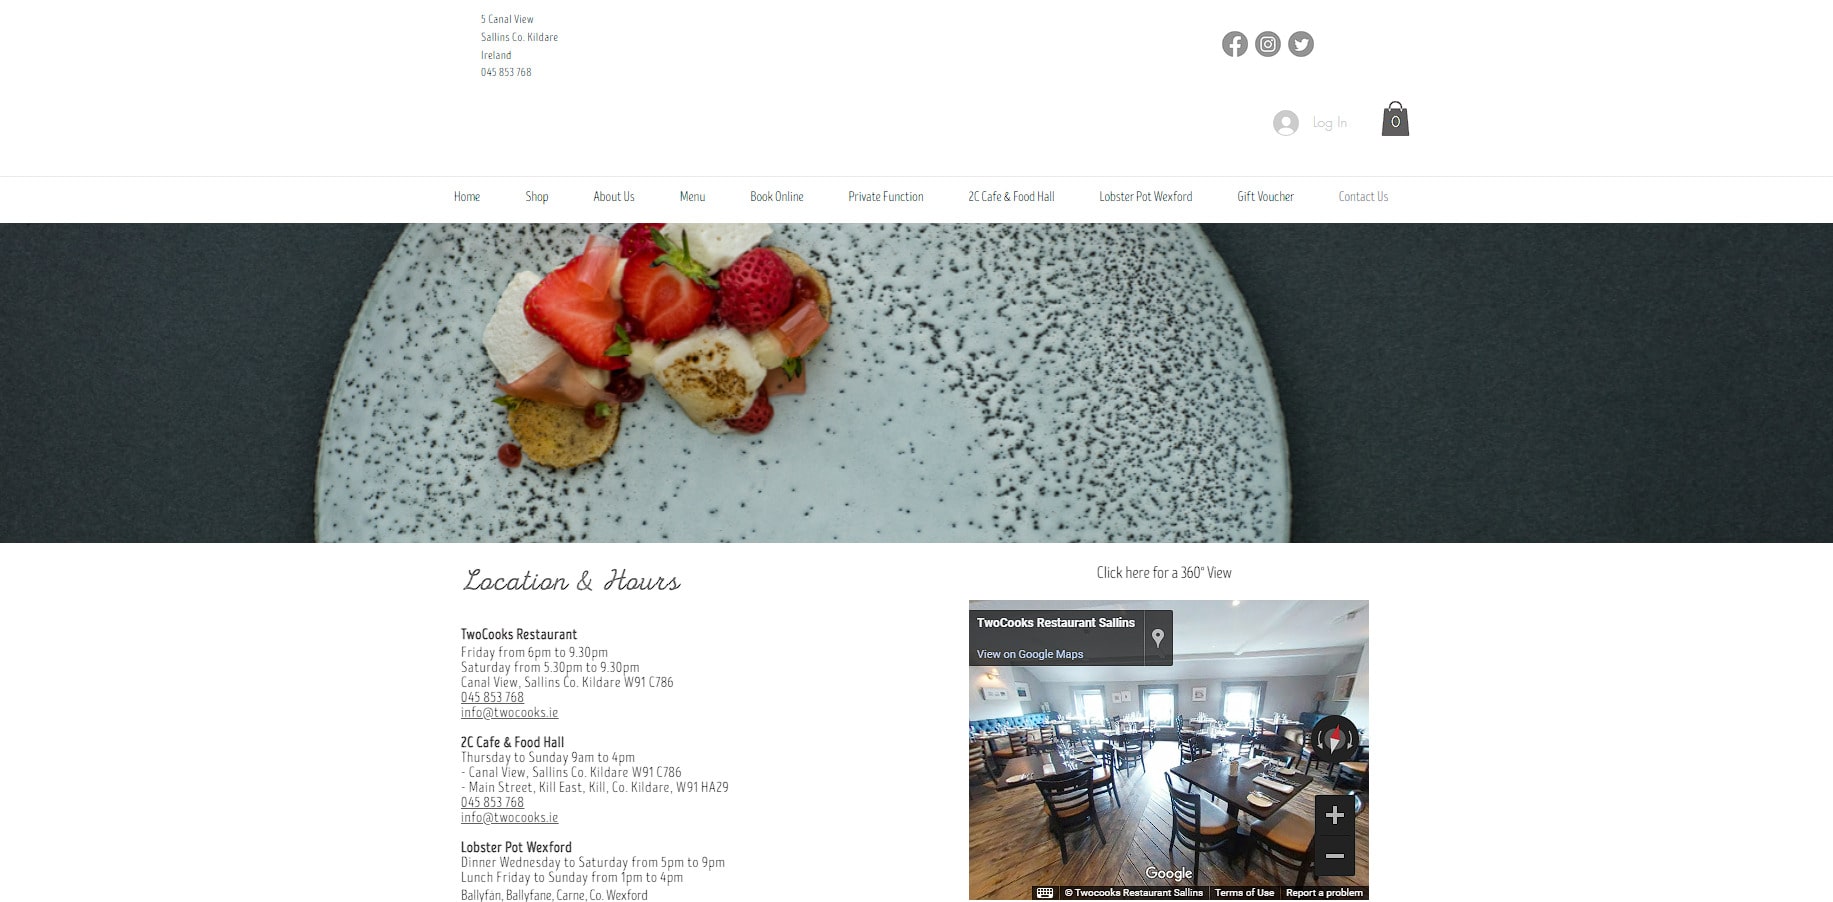 5 Canal View
Sallins Co. Kildare
Ireland
045 853 768
Log In
0
Home
Shop
About Us
Menu
Book Online
Private Function
2C Cafe & Food Hall
Lobster Pot Wexford
Gift Voucher
Contact Us
Location & Hours
TwoCooks Restaurant
Friday from 6pm to 9.30pm
Saturday from 5.30pm to 9.30pm
Canal View, Sallins Co. Kildare W91 C786
045 853 768
info@twocooks.ie
2C Cafe & Food Hall
Thursday to Sunday 9am to 4pm
- Canal View, Sallins Co. Kildare W91 C786
- Main Street, Kill East, Kill, Co. Kildare, W91 HA29
045 853 768
info@twocooks.ie
Lobster Pot Wexford
Dinner Wednesday to Saturday from 5pm to 9pm
Lunch Friday to Sunday from 1pm to 4pm
Ballyfán, Ballyfane, Carne, Co. Wexford
Click here for a 360° View
TwoCooks Restaurant Sallins
View on Google Maps
Google
© Twocooks Restaurant Sallins
Terms of Use
Report a problem